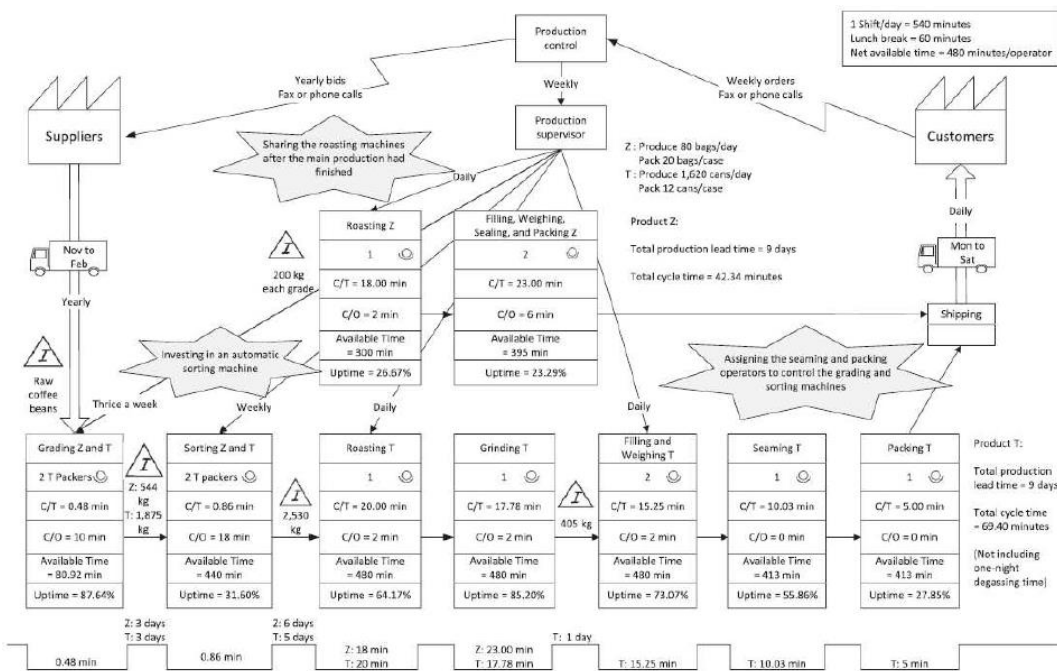 Production
control
1 Shift/day = 540 minutes
Lunch break = 60 minutes
Net available time = 480 minutes/operator
Yearly bids
Fax or phone calls
Weekly
Weekly orders
Fax or phone calls
Suppliers
Production
supervisor
Customers
Sharing the roasting machines
after the main production had
finished
Daily
Z : Produce 80 bags/day
Pack 20 bags/case
T : Produce 1,620 cans/day
Pack 12 cans/case
Product Z:
Total production lead time = 9 days
Total cycle time = 42.34 minutes
Nov to
Feb
Yearly
I
200 kg
each grade
Roasting Z
1
C/T = 18.00 min
C/O = 2 min
Available Time
= 300 min
Uptime = 26.67%
Filling, Weighing,
Sealing, and Packing Z
2
C/T = 23.00 min
C/O = 6 min
Available Time
= 395 min
Uptime = 23.29%
Daily
Mon to
Sat
Shipping
I
Raw
coffee
beans
Investing in an automatic
sorting machine
Assigning the seaming and packing
operators to control the grading and
sorting machines
Thrice a week
Weekly
Daily
Daily
Grading Z and T
2 T Packers
C/T = 0.48 min
C/O = 10 min
Available Time
= 80.92 min
Uptime = 87.64%
I
Z: 544
kg
T: 1,875
kg
Sorting Z and T
2 T packers
C/T = 0.86 min
C/O = 18 min
Available Time
= 440 min
Uptime = 31.60%
I
2,530
kg
Roasting T
1
C/T = 20.00 min
C/O = 2 min
Available Time
= 480 min
Uptime = 64.17%
Grinding T
1
C/T = 17.78 min
C/O = 2 min
Available Time
= 480 min
Uptime = 85.20%
I
405 kg
Filling and
Weighing T
2
C/T = 15.25 min
C/O = 2 min
Available Time
= 480 min
Uptime = 73.07%
Seaming T
1
C/T = 10.03 min
C/O = 0 min
Available Time
= 413 min
Uptime = 55.86%
Packing T
1
C/T = 5.00 min
C/O = 0 min
Available Time
= 413 min
Uptime = 27.85%
Product T:
Total production
lead time = 9 days
Total cycle time
= 69.40 minutes
(Not including
one-night
degassing time)
0.48 min
Z: 3 days
T: 3 days
0.86 min
Z: 6 days
T: 5 days
Z: 18 min
T: 20 min
Z: 23.00 min
T: 17.78 min
T: 1 day
T: 15.25 min
T: 10.03 min
T: 5 min